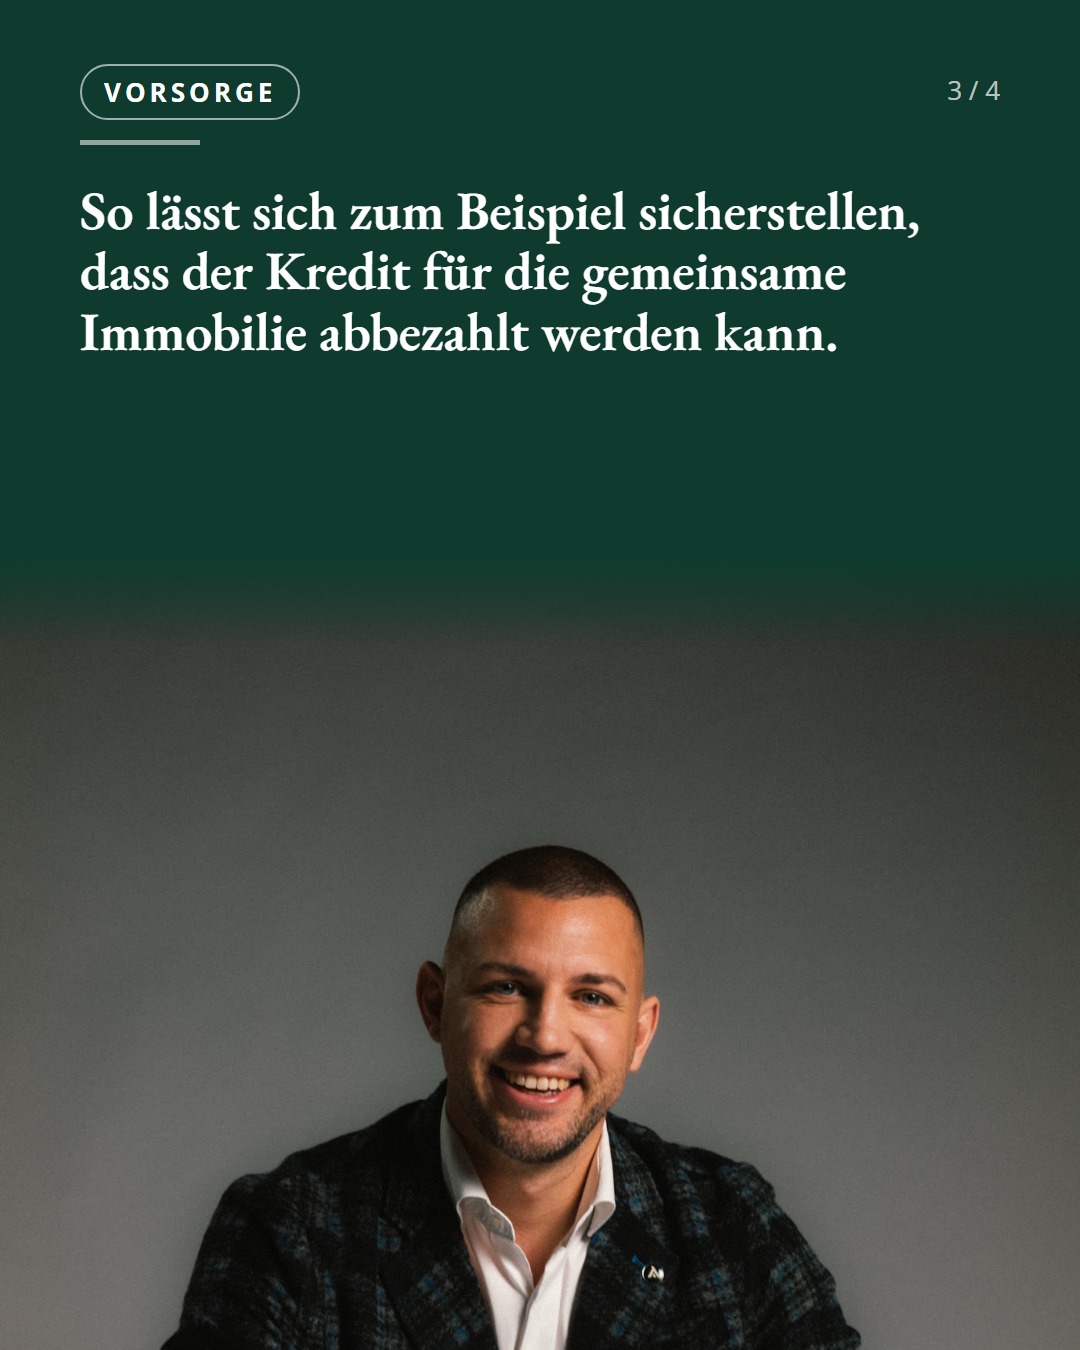 VORSORGE
3 / 4
So lässt sich zum Beispiel sicherstellen,
dass der Kredit für die gemeinsame
Immobilie abbezahlt werden kann.